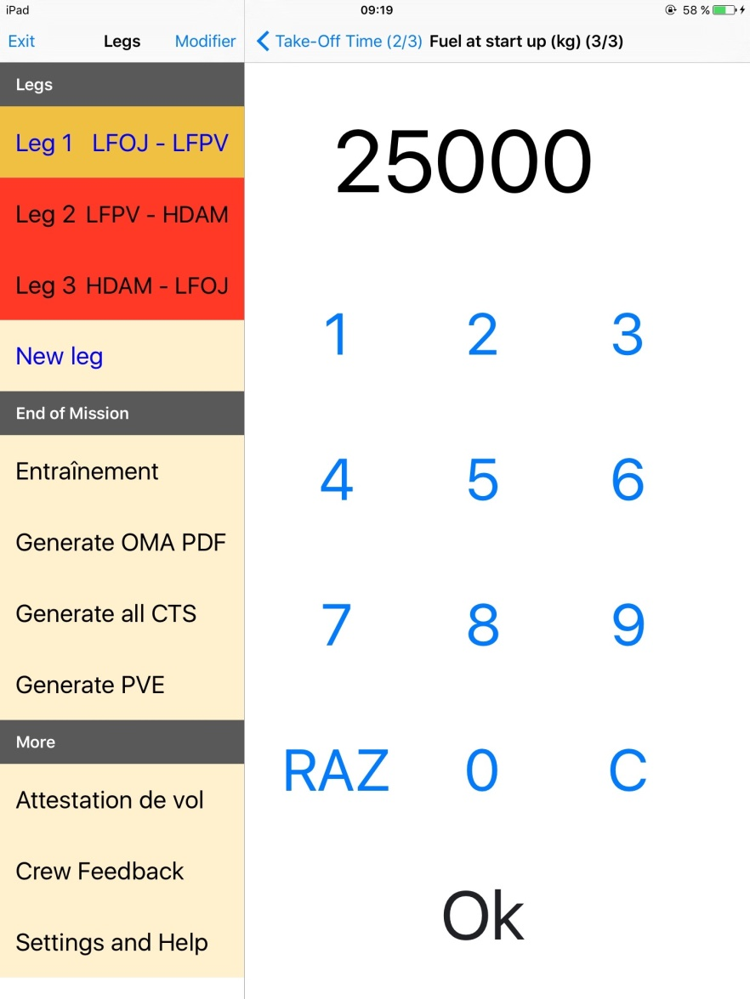 iPad 09:19 58 %
Exit Legs Modifier
Take-Off Time (2/3) Fuel at start up (kg) (3/3)
Legs
Leg 1 LFOJ - LFPV
Leg 2 LFPV - HDAM
Leg 3 HDAM - LFOJ
New leg
End of Mission
Entraînement
Generate OMA PDF
Generate all CTS
Generate PVE
More
Attestation de vol
Crew Feedback
Settings and Help
25000
1 2 3
4 5 6
7 8 9
RAZ 0 C
Ok